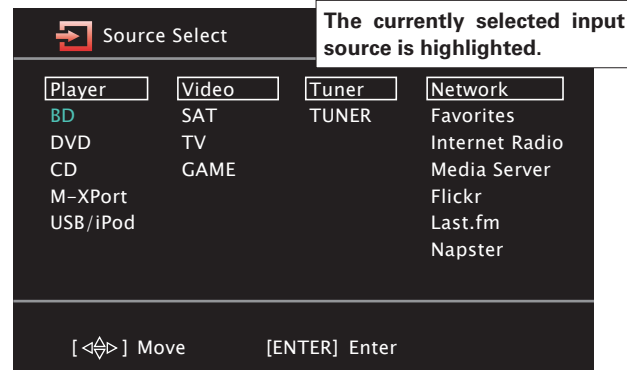 Source Select
The currently selected input
source is highlighted.
Player Video Tuner Network
BD SAT TUNER Favorites
DVD TV Internet Radio
CD GAME Media Server
M-XPort Flickr
USB/iPod Last.fm
Napster
[◁△▽▷] Move [ENTER] Enter